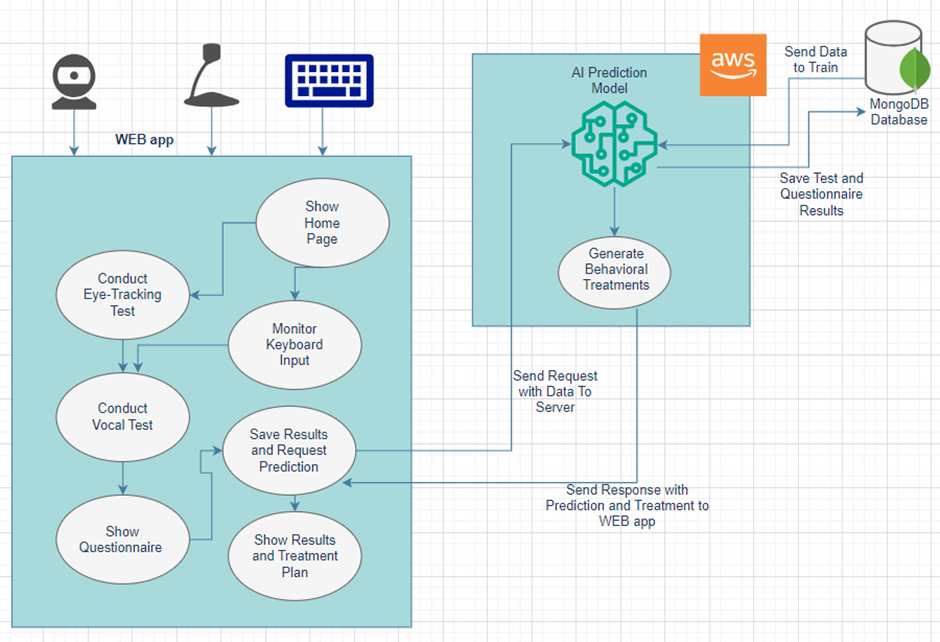 WEB app
Show
Home
Page
Conduct
Eye-Tracking
Test
Monitor
Keyboard
Input
Conduct
Vocal Test
Save Results
and Request
Prediction
Show
Questionnaire
Show Results
and Treatment
Plan
AI Prediction
Model
aws
Generate
Behavioral
Treatments
Send Data
to Train
MongoDB
Database
Save Test and
Questionnaire
Results
Send Request
with Data To
Server
Send Response with
Prediction and Treatment to
WEB app